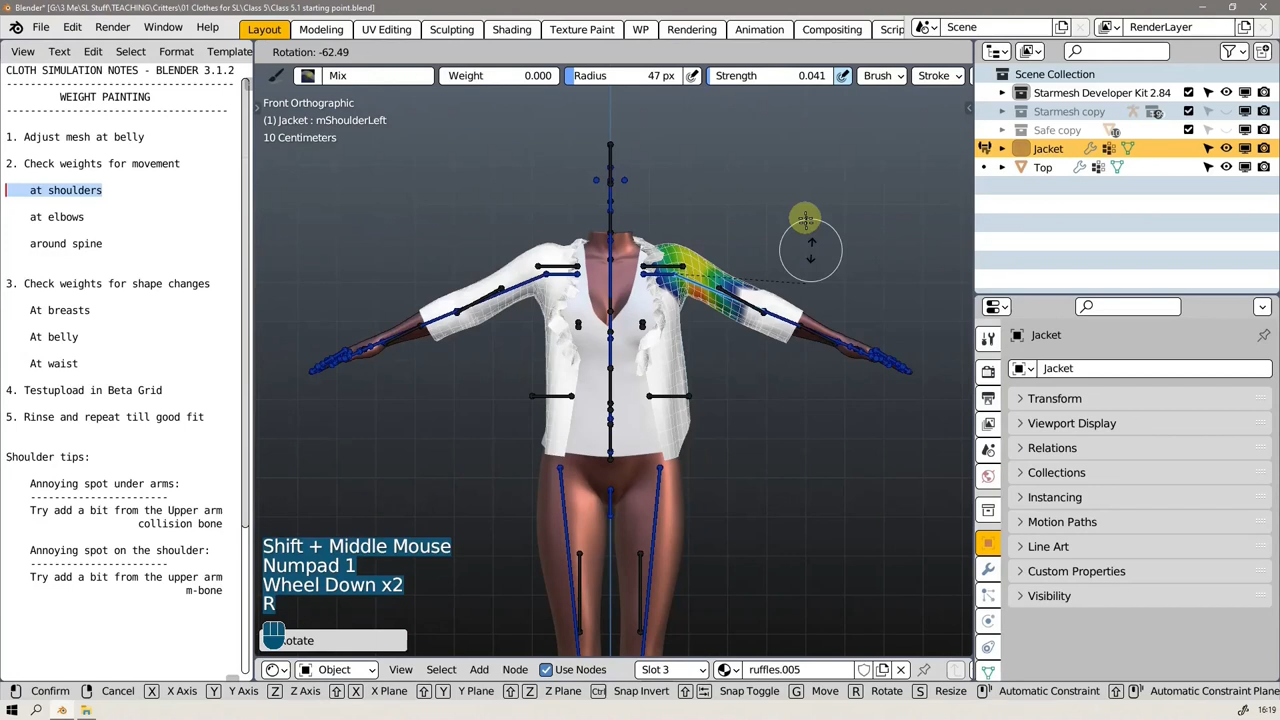 Blender* [G:\3 Me\SL Stuff\TEACHING\Critters\01 Clothes for SL\Class 5\Class 5.1 starting point.blend]
File Edit Render Window Help Layout Modeling UV Editing Sculpting Shading Texture Paint WP Rendering Animation Compositing Scrip Scene RenderLayer
View Text Edit Select Format Template Rotation: -62.49
CLOTH SIMULATION NOTES - BLENDER 3.1.2
WEIGHT PAINTING
1. Adjust mesh at belly
2. Check weights for movement
at shoulders
at elbows
around spine
3. Check weights for shape changes
At breasts
At belly
At waist
4. Testupload in Beta Grid
5. Rinse and repeat till good fit
Shoulder tips:
Annoying spot under arms:
Try add a bit from the Upper arm
collision bone
Annoying spot on the shoulder:
Try add a bit from the upper arm
m-bone
Mix Weight 0.000 Radius 47 px Strength 0.041 Brush Stroke
Front Orthographic
(1) Jacket : mShoulderLeft
10 Centimeters
Shift + Middle Mouse
Numpad 1
Wheel Down x2
R
Rotate
Object View Select Add Node Use Nodes Slot 3 ruffles.005
Scene Collection
Starmesh Developer Kit 2.84
Starmesh copy
Safe copy 10
Jacket
Top
Jacket
Jacket
Transform
Viewport Display
Relations
Collections
Instancing
Motion Paths
Line Art
Custom Properties
Visibility
Confirm Cancel X X Axis Y Y Axis Z Z Axis X X Plane Y Y Plane Z Z Plane Ctrl Snap Invert Snap Toggle G Move R Rotate S Resize Automatic Constraint Automatic Constraint Plane
16:19